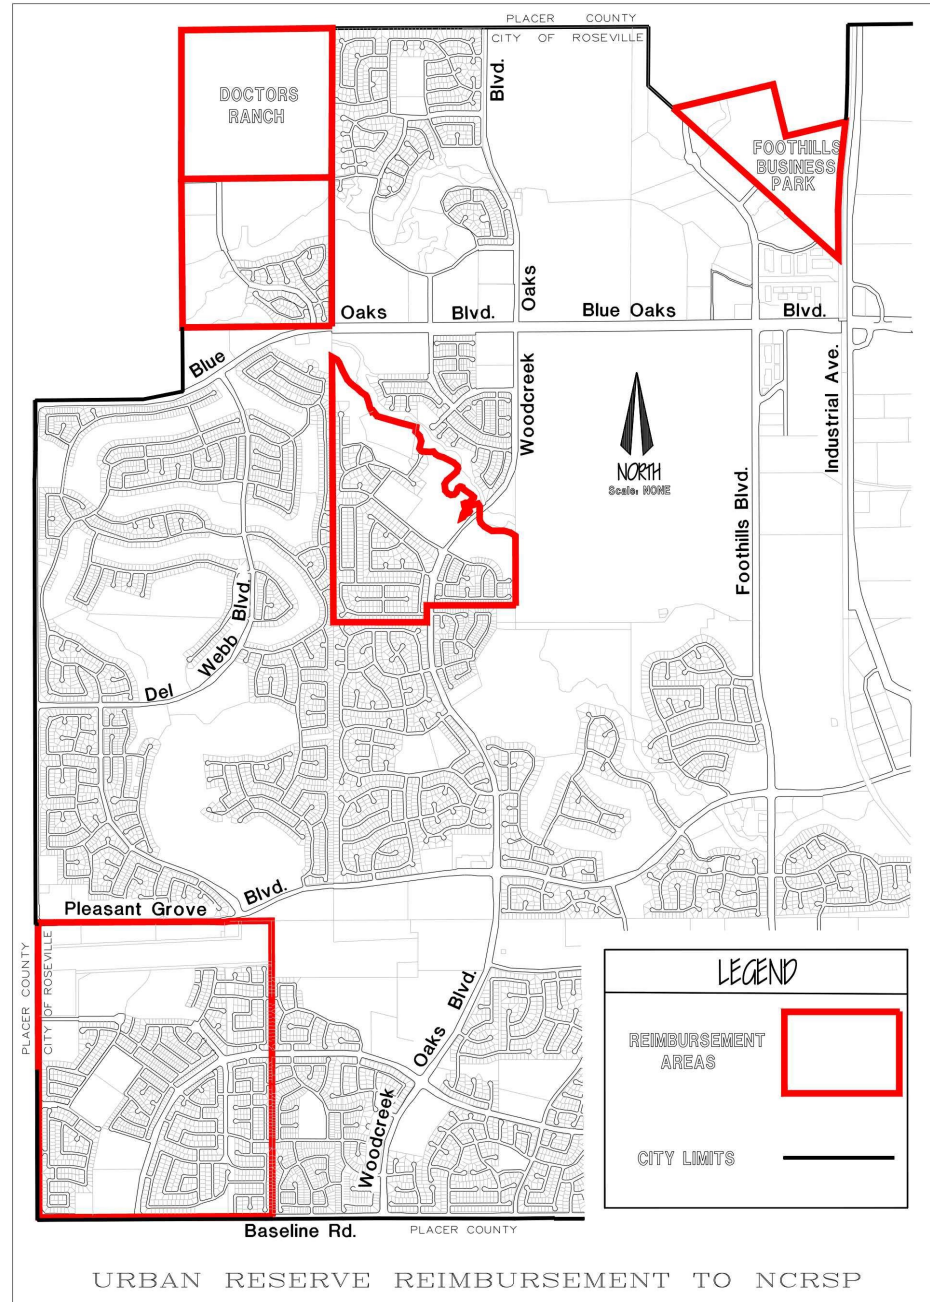 PLACER COUNTY
CITY OF ROSEVILLE
DOCTORS
RANCH
Blvd.
FOOTHILLS
BUSINESS
PARK
Oaks
Oaks
Blvd.
Blue Oaks
Blvd.
Blue
Woodcreek
Industrial Ave.
NORTH
Scale: NONE
Foothills Blvd.
Del
Webb
Blvd.
Pleasant Grove
Blvd.
PLACER COUNTY
CITY OF ROSEVILLE
Oaks Blvd.
Woodcreek
LEGEND
REIMBURSEMENT
AREAS
CITY LIMITS
Baseline Rd.
PLACER COUNTY
URBAN RESERVE REIMBURSEMENT TO NCRSP